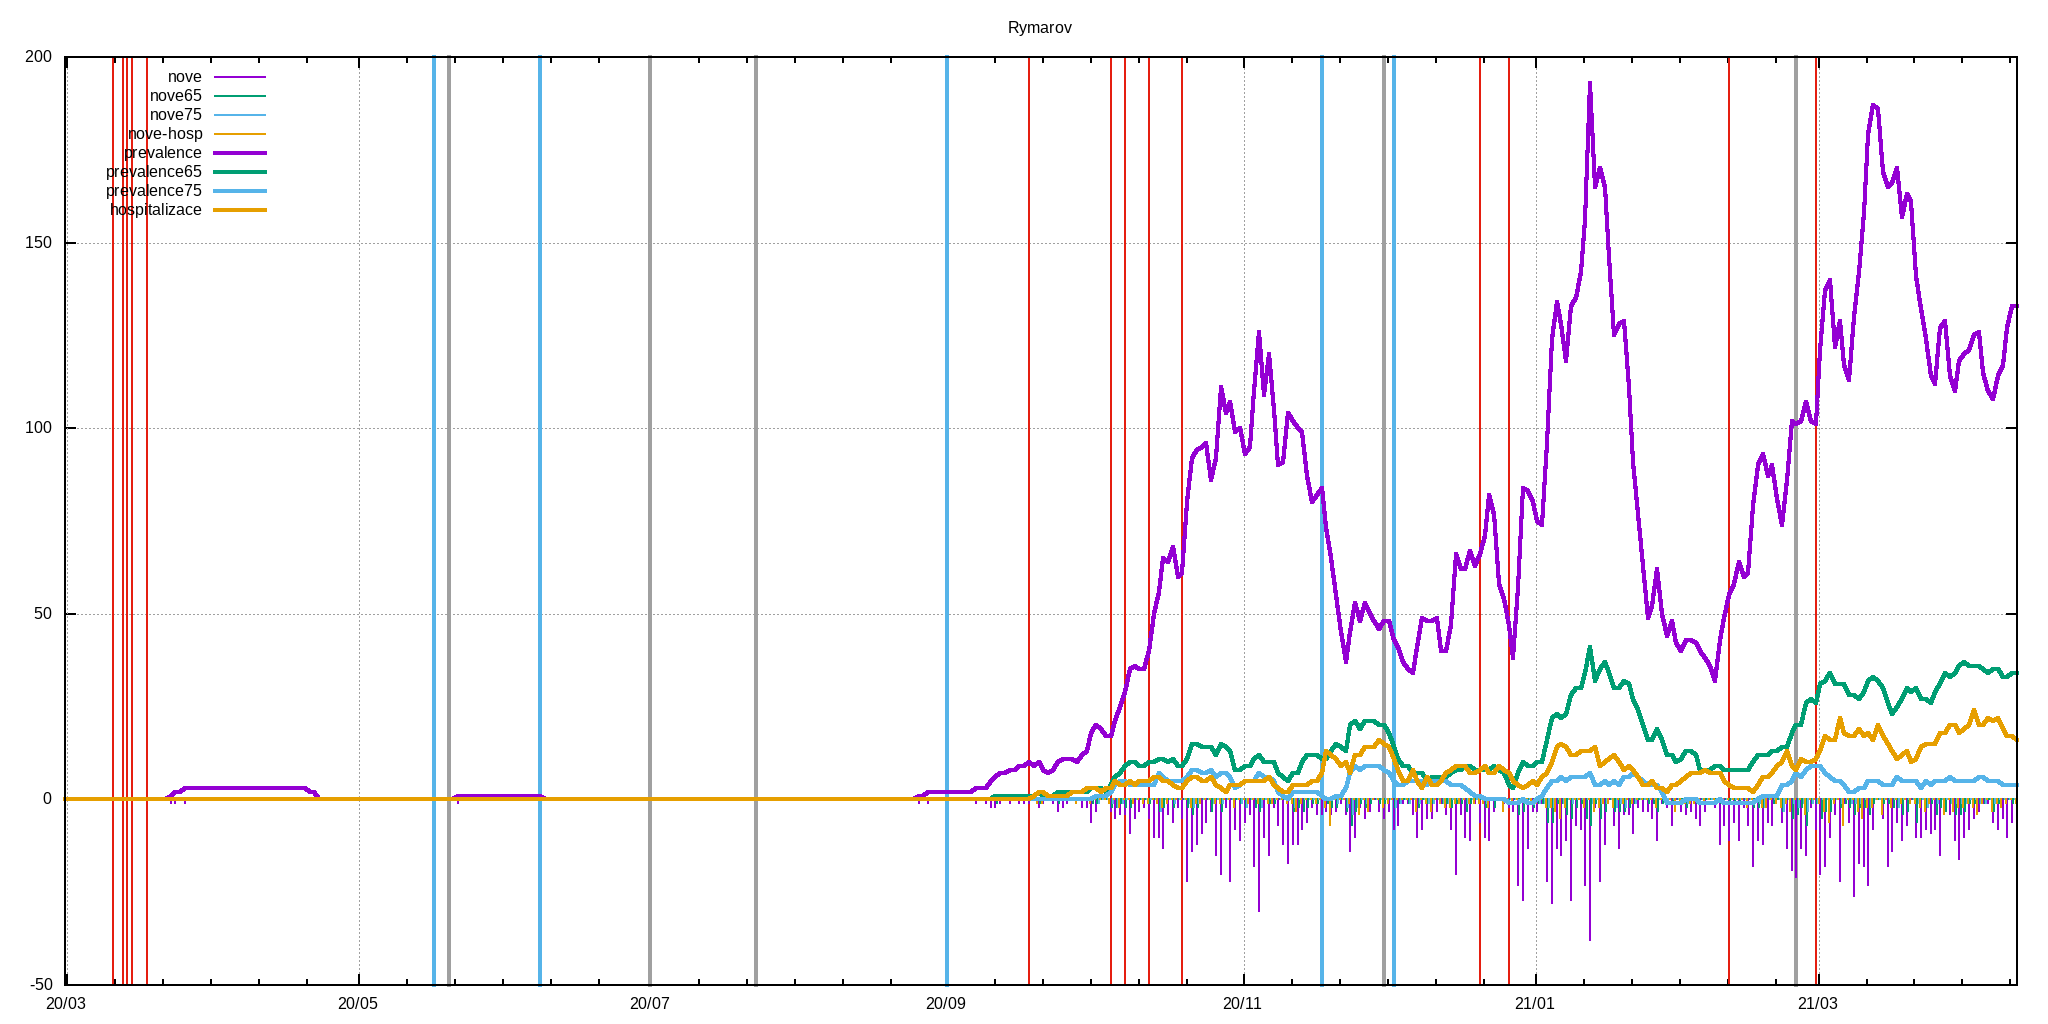 Rymarov
200
150
100
50
0
-50
nove
nove65
nove75
nove-hosp
prevalence
prevalence65
prevalence75
hospitalizace
20/03 20/05 20/07 20/09 20/11 21/01 21/03